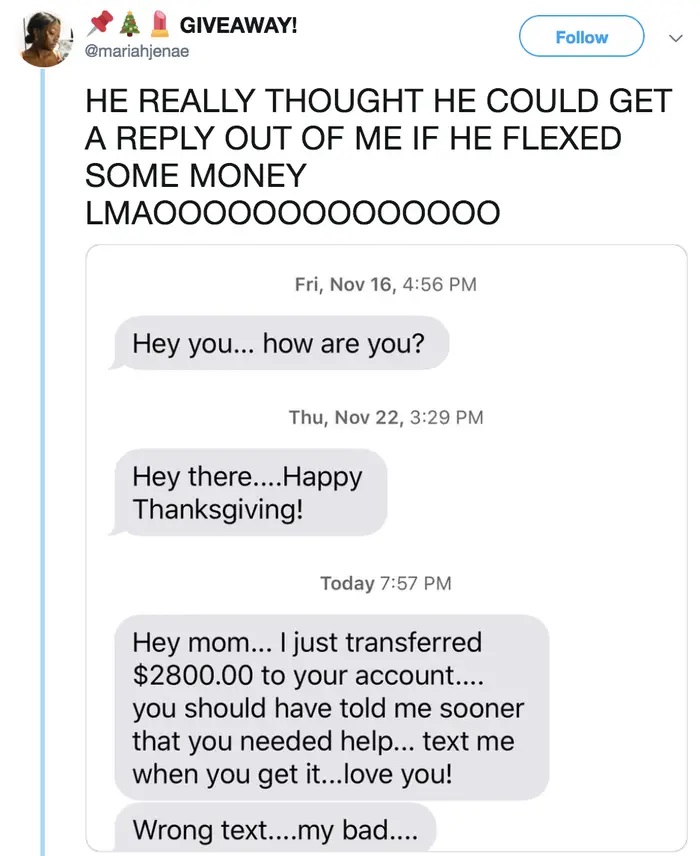 📌🎄💄 GIVEAWAY!
@mariahjenae
Follow
HE REALLY THOUGHT HE COULD GET
A REPLY OUT OF ME IF HE FLEXED
SOME MONEY
LMAOOOOOOOOOOOOOO
Fri, Nov 16, 4:56 PM
Hey you... how are you?
Thu, Nov 22, 3:29 PM
Hey there....Happy
Thanksgiving!
Today 7:57 PM
Hey mom... I just transferred
$2800.00 to your account....
you should have told me sooner
that you needed help... text me
when you get it...love you!
Wrong text....my bad....